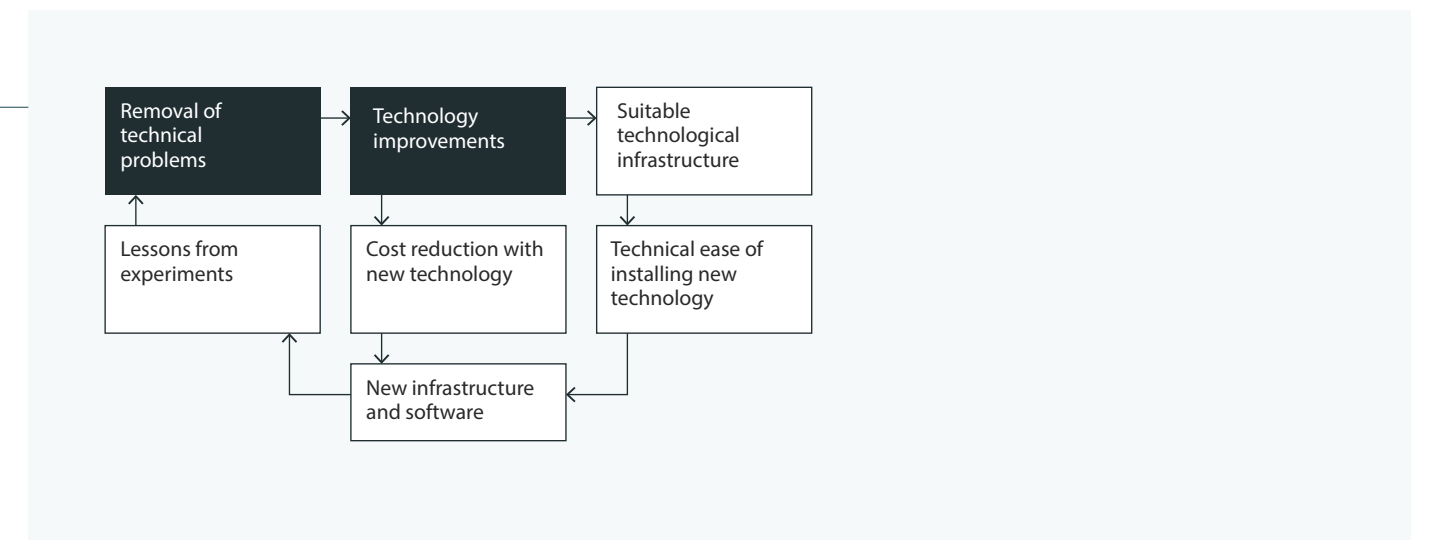 Removal of
technical
problems
Technology
improvements
Suitable
technological
infrastructure
Lessons from
experiments
Cost reduction with
new technology
Technical ease of
installing new
technology
New infrastructure
and software